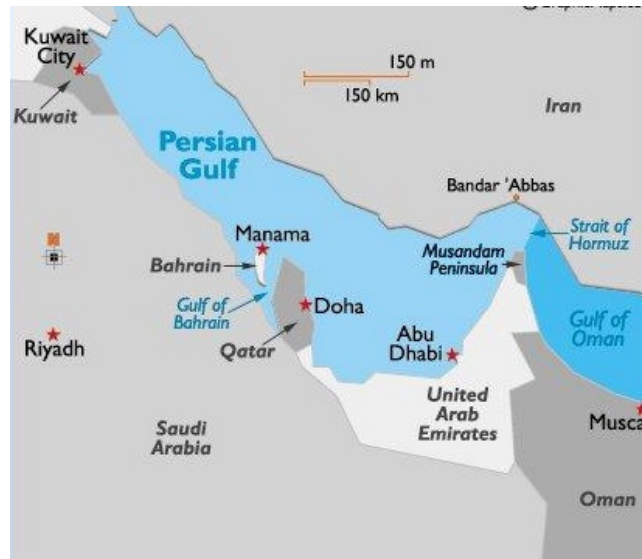 Kuwait
City
Kuwait
150 m
150 km
Iran
Persian
Gulf
Bandar 'Abbas
Strait of
Hormuz
Manama
Musandam
Peninsula
N
Bahrain
Gulf of
Bahrain
Doha
Gulf of
Oman
Riyadh
Qatar
Abu
Dhabi
United
Arab
Emirates
Musca
Saudi
Arabia
Oman